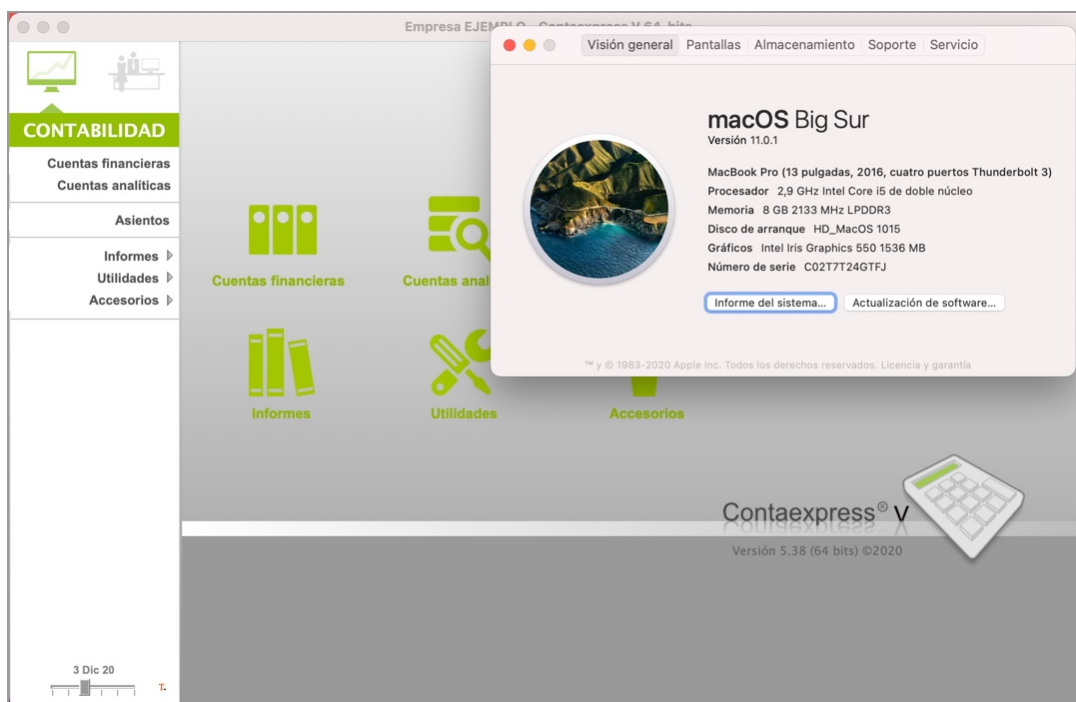 Empresa EJEMPLO - Contaexpress V 64 bits
CONTABILIDAD
Cuentas financieras
Cuentas analíticas
Asientos
Informes
Utilidades
Accesorios
3 Dic 20
T.
Cuentas financieras
Cuentas anal
Informes
Utilidades
Accesorios
Visión general Pantallas Almacenamiento Soporte Servicio
macOS Big Sur
Versión 11.0.1
MacBook Pro (13 pulgadas, 2016, cuatro puertos Thunderbolt 3)
Procesador 2,9 GHz Intel Core i5 de doble núcleo
Memoria 8 GB 2133 MHz LPDDR3
Disco de arranque HD_MacOS 1015
Gráficos Intel Iris Graphics 550 1536 MB
Número de serie C02T7T24GTFJ
Informe del sistema... Actualización de software...
™ y © 1983-2020 Apple Inc. Todos los derechos reservados. Licencia y garantía
Contaexpress® V
Versión 5.38 (64 bits) ©2020